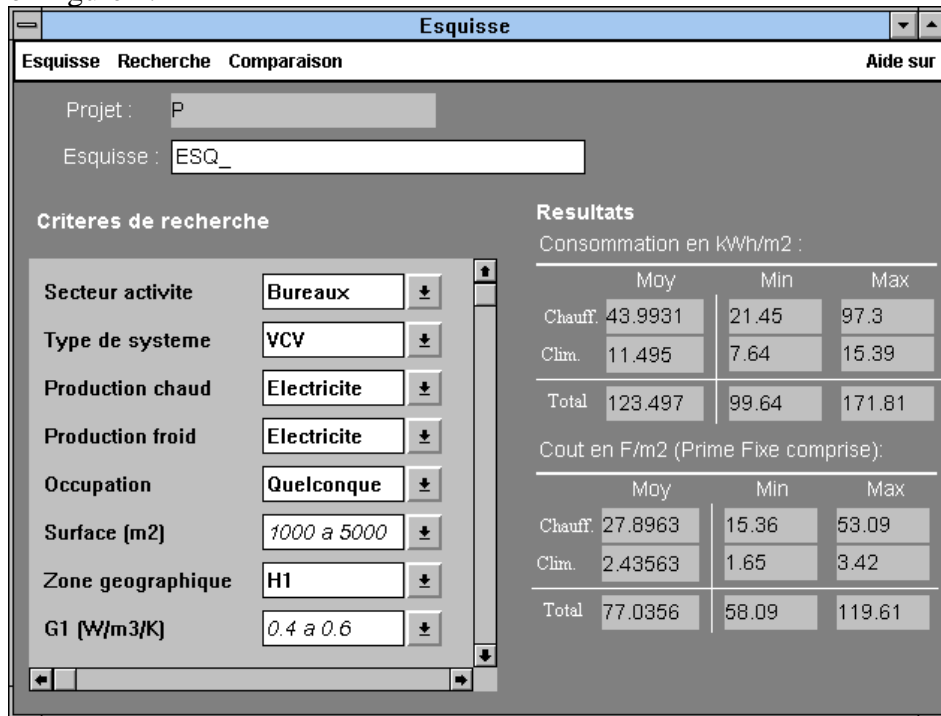 Esquisse
Esquisse Recherche Comparaison Aide sur
Projet : P
Esquisse : ESQ_
Criteres de recherche
Secteur activite Bureaux
Type de systeme VCV
Production chaud Electricite
Production froid Electricite
Occupation Quelconque
Surface (m2) 1000 a 5000
Zone geographique H1
G1 (W/m3/K) 0.4 a 0.6
Resultats
Consommation en kWh/m2 :
Moy Min Max
Chauff. 43.9931 21.45 97.3
Clim. 11.495 7.64 15.39
Total 123.497 99.64 171.81
Cout en F/m2 (Prime Fixe comprise):
Moy Min Max
Chauff. 27.8963 15.36 53.09
Clim. 2.43563 1.65 3.42
Total 77.0356 58.09 119.61